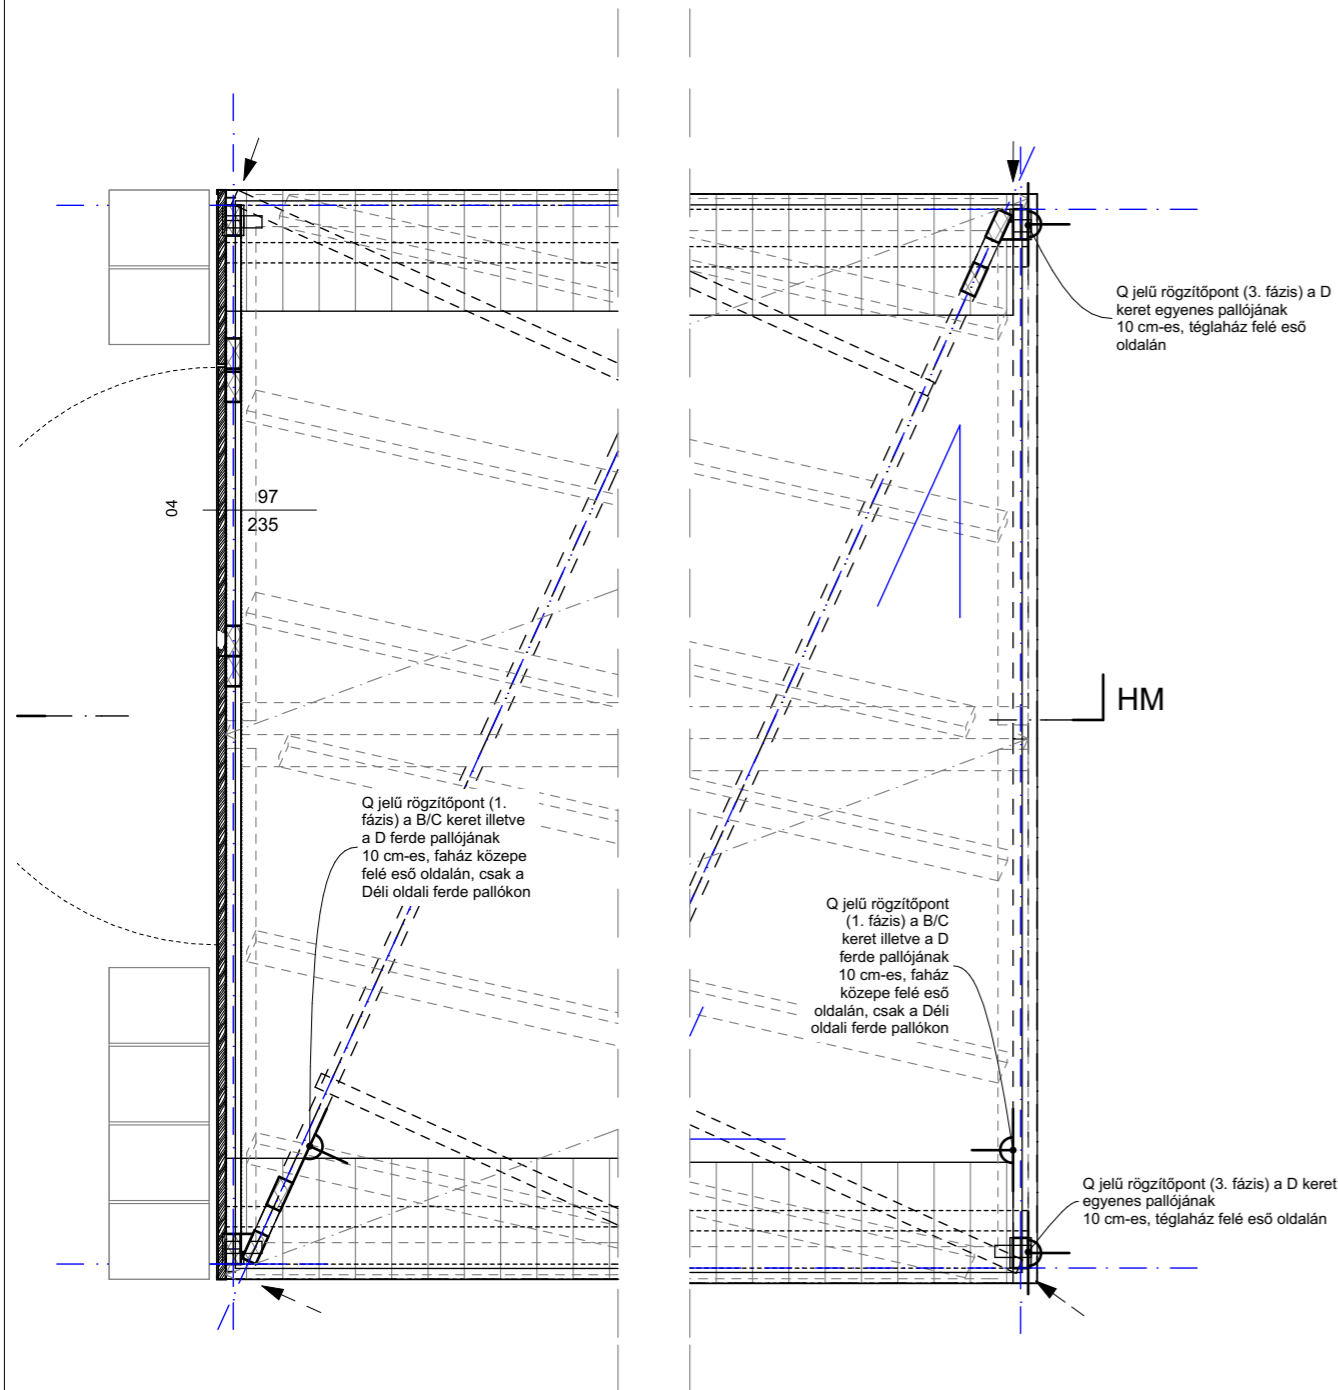 Q jelű rögzítőpont (3. fázis) a D
keret egyenes pallójának
10 cm-es, téglaház felé eső
oldalán
04
97
235
HM
Q jelű rögzítőpont (1.
fázis) a B/C keret illetve
a D ferde pallójának
10 cm-es, faház közepe
felé eső oldalán, csak a
Déli oldali ferde pallókon
Q jelű rögzítőpont
(1. fázis) a B/C
keret illetve a D
ferde pallójának
10 cm-es, faház
közepe felé eső
oldalán, csak a Déli
oldali ferde pallókon
Q jelű rögzítőpont (3. fázis) a D keret
egyenes pallójának
10 cm-es, téglaház felé eső oldalán